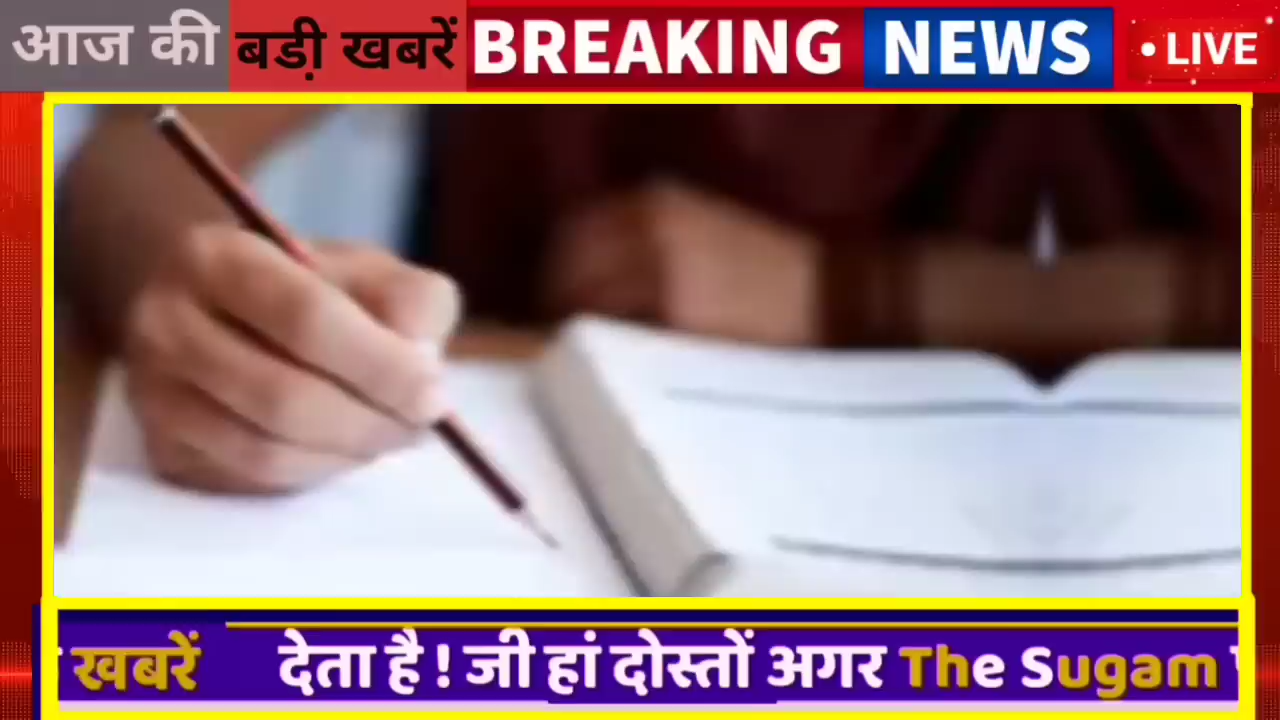 आज की बड़ी खबरें BREAKING NEWS • LIVE
खबरें देता है ! जी हां दोस्तों अगर The Sugam